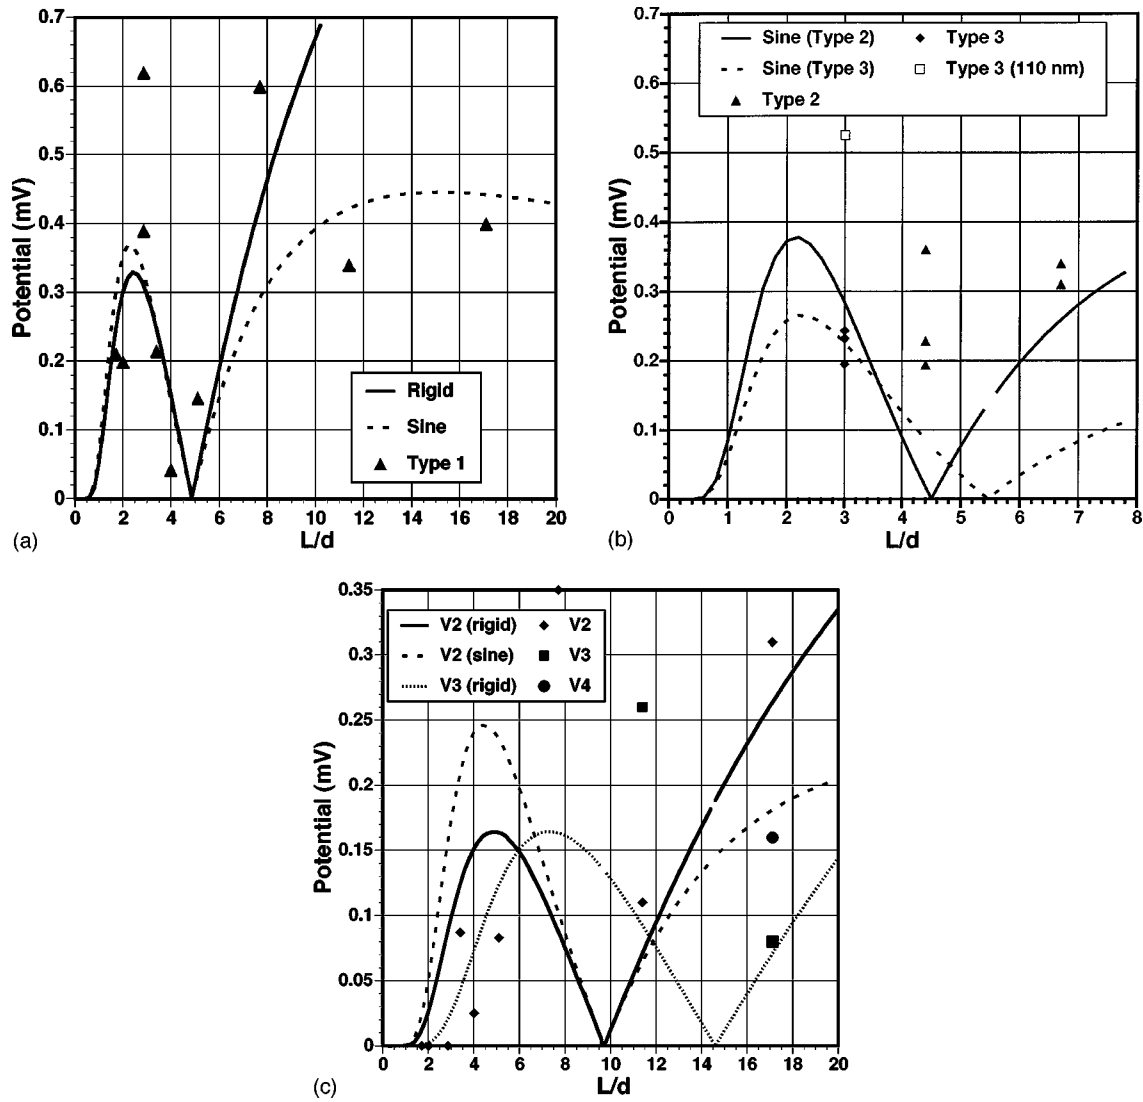 0.7
0.6
0.5
0.4
0.3
0.2
0.1
0
Potential (mV)
Rigid
Sine
Type 1
0 2 4 6 8 10 12 14 16 18 20
L/d
(a)
0.7
0.6
0.5
0.4
0.3
0.2
0.1
0
Potential (mV)
Sine (Type 2) Type 3
Sine (Type 3) Type 3 (110 nm)
Type 2
0 1 2 3 4 5 6 7 8
L/d
(b)
0.35
0.3
0.25
0.2
0.15
0.1
0.05
0
Potential (mV)
V2 (rigid) V2
V2 (sine) V3
V3 (rigid) V4
0 2 4 6 8 10 12 14 16 18 20
L/d
(c)